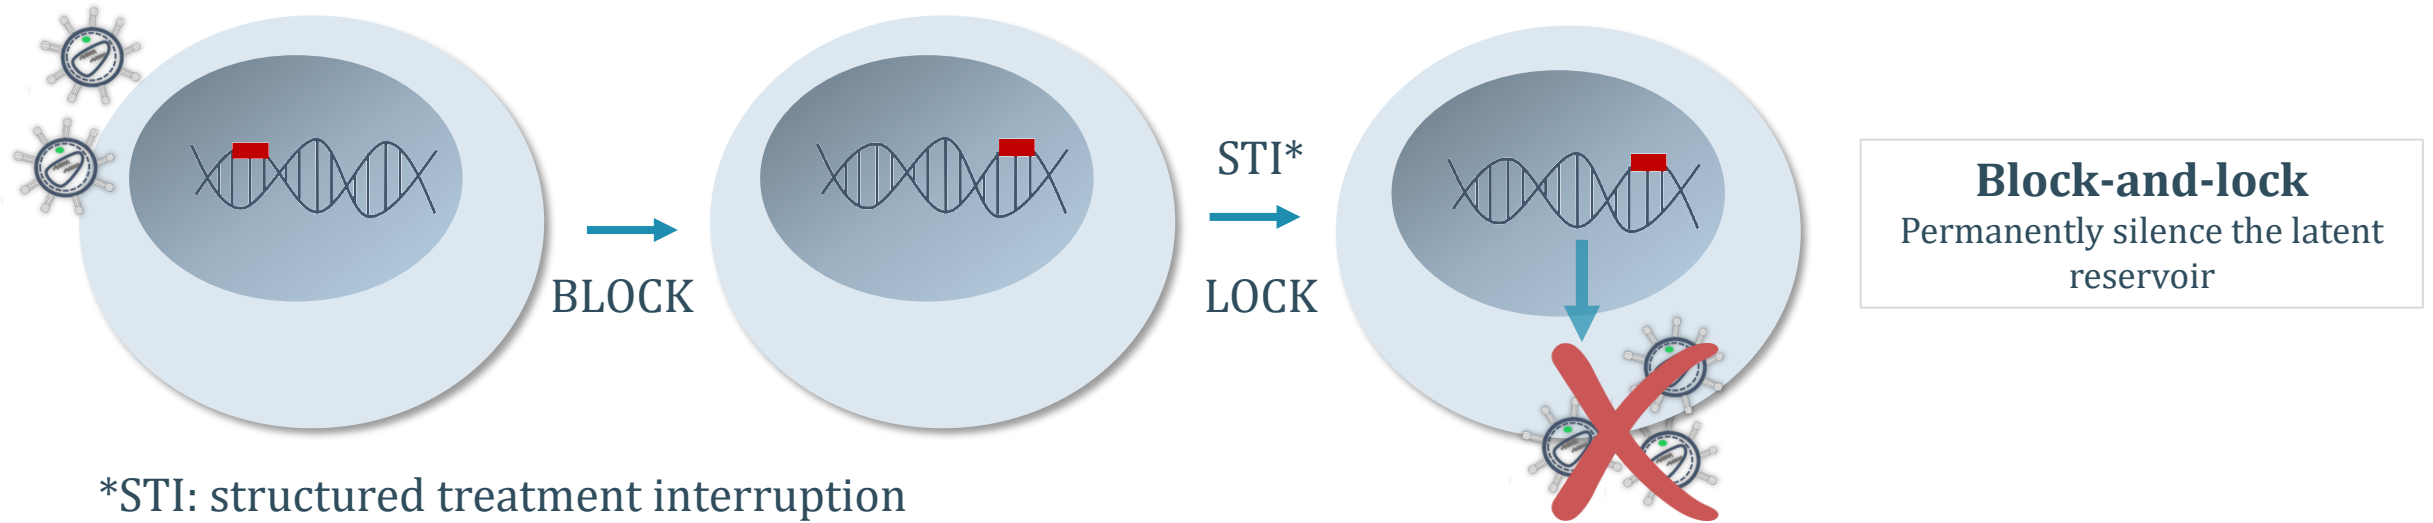 BLOCK
STI*
LOCK
Block-and-lock
Permanently silence the latent
reservoir
*STI: structured treatment interruption